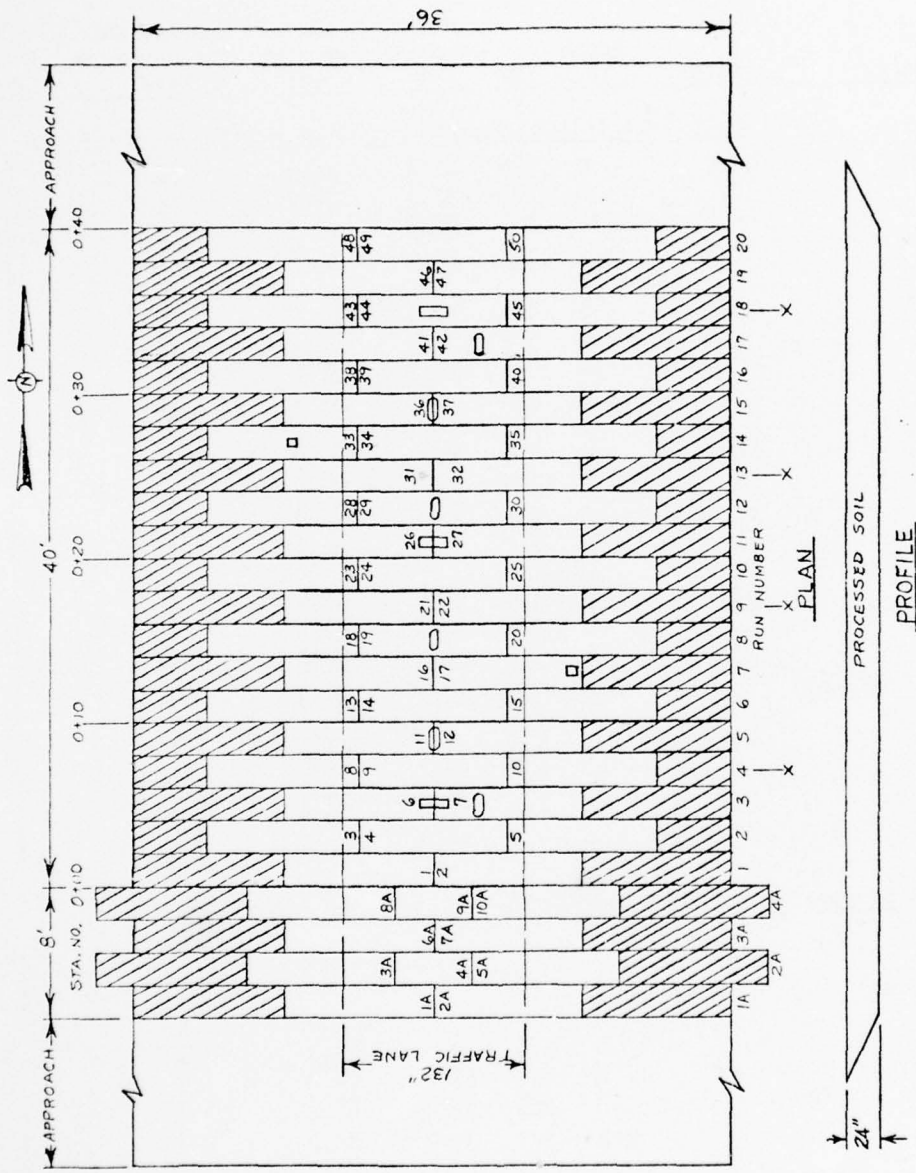 APPROACH
8'
40'
APPROACH
N
STA. NO.
0+00
0+10
0+20
0+30
0+40
36'
132"
TRAFFIC LANE
3A 8A 3 8 13 18 23 28 33 38 43 48
4 9 14 19 24 29 34 39 44 49
1A 6A 1 6 11 16 21 26 31 36 41 46
2A 7A 2 7 12 17 22 27 32 37 42 47
4A 9A
5A 10A 5 10 15 20 25 30 35 40 45 50
1A 2A 3A 4A 1 2 3 4 5 6 7 8 9 10 11 12 13 14 15 16 17 18 19 20
RUN NUMBER
X X X X
PLAN
24"
PROCESSED SOIL
PROFILE